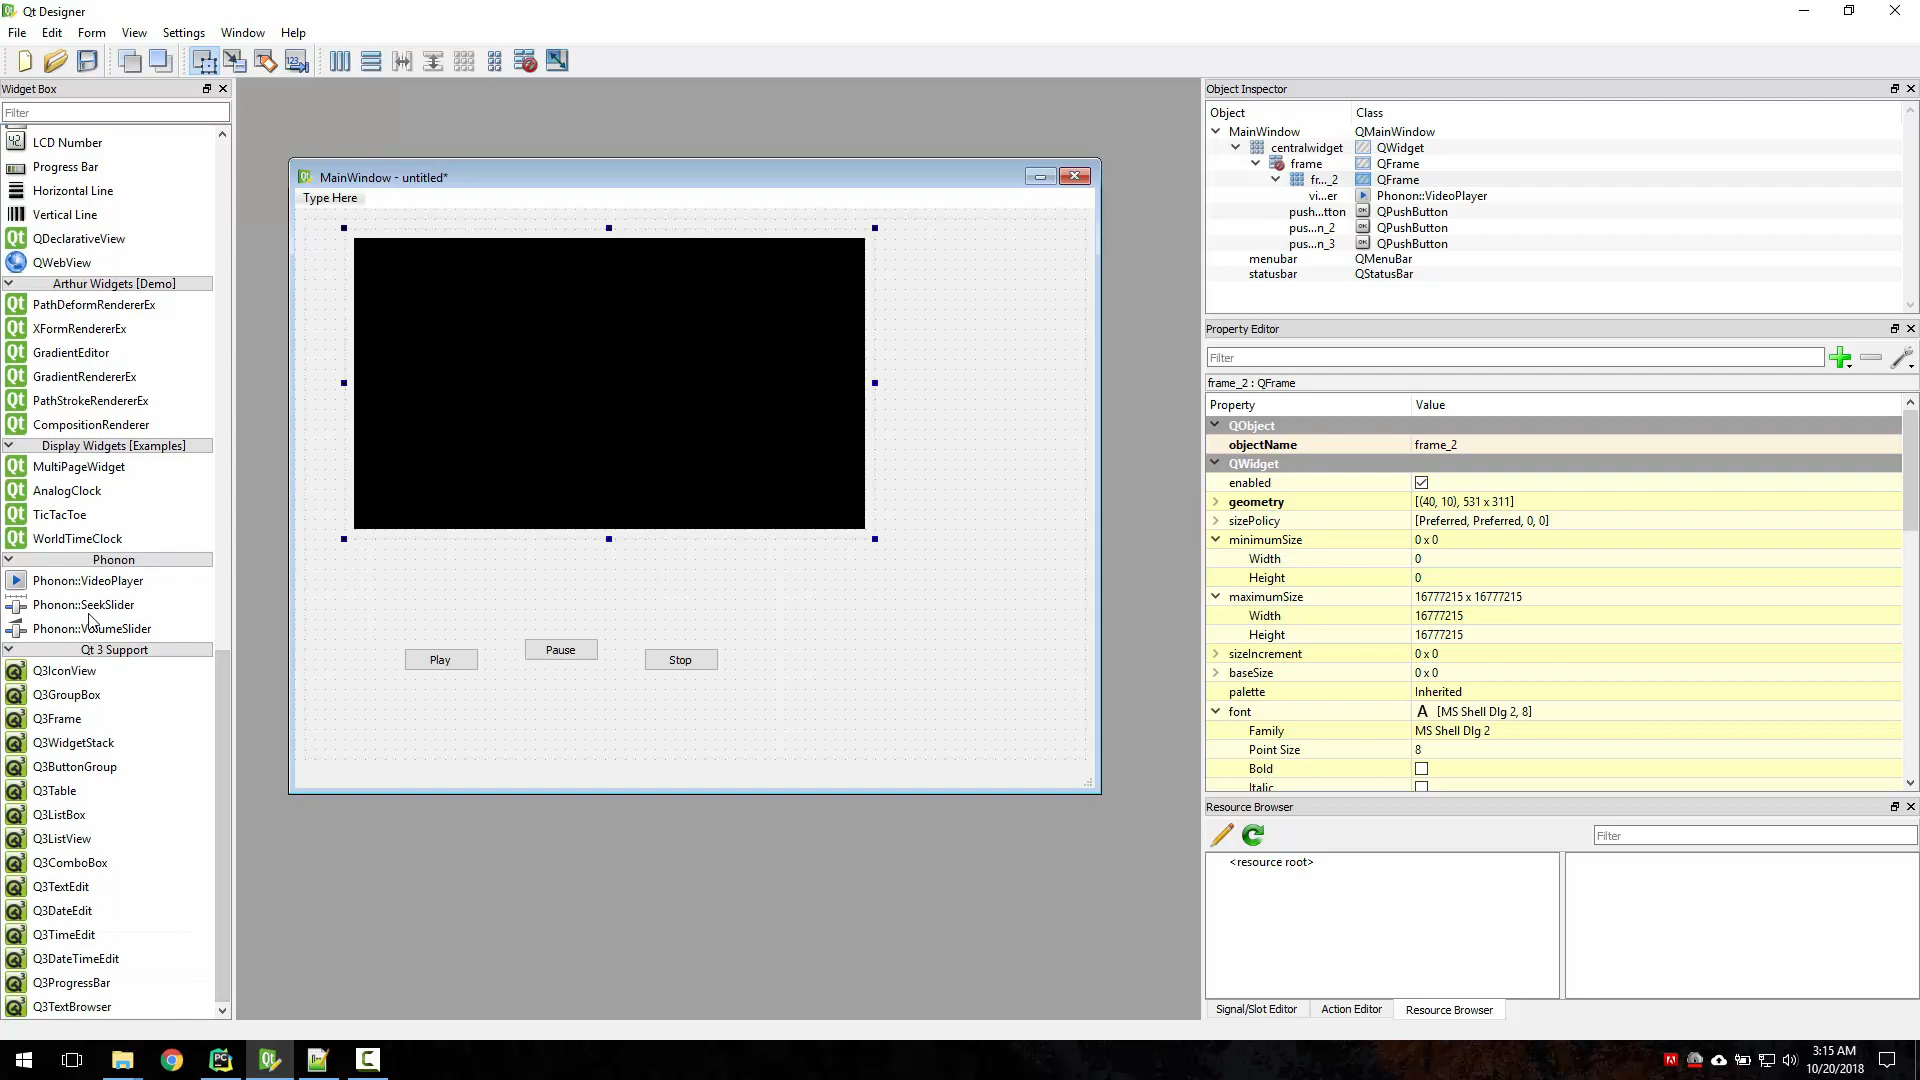 Qt Designer
File Edit Form View Settings Window Help
Widget Box
Filter
LCD Number
Progress Bar
Horizontal Line
Vertical Line
QDeclarativeView
QWebView
Arthur Widgets [Demo]
PathDeformRendererEx
XFormRendererEx
GradientEditor
GradientRendererEx
PathStrokeRendererEx
CompositionRenderer
Display Widgets [Examples]
MultiPageWidget
AnalogClock
TicTacToe
WorldTimeClock
Phonon
Phonon::VideoPlayer
Phonon::SeekSlider
Phonon::VolumeSlider
Qt 3 Support
Q3IconView
Q3GroupBox
Q3Frame
Q3WidgetStack
Q3ButtonGroup
Q3Table
Q3ListBox
Q3ListView
Q3ComboBox
Q3TextEdit
Q3DateEdit
Q3TimeEdit
Q3DateTimeEdit
Q3ProgressBar
Q3TextBrowser
MainWindow - untitled*
Type Here
Play
Pause
Stop
Object Inspector
Object Class
MainWindow QMainWindow
centralwidget QWidget
frame QFrame
fr..._2 QFrame
vi...er Phonon::VideoPlayer
push...tton QPushButton
pus...n_2 QPushButton
pus...n_3 QPushButton
menubar QMenuBar
statusbar QStatusBar
Property Editor
Filter
frame_2 : QFrame
Property Value
QObject
objectName frame_2
QWidget
enabled
geometry [(40, 10), 531 x 311]
sizePolicy [Preferred, Preferred, 0, 0]
minimumSize 0 x 0
Width 0
Height 0
maximumSize 16777215 x 16777215
Width 16777215
Height 16777215
sizeIncrement 0 x 0
baseSize 0 x 0
palette Inherited
font A [MS Shell Dlg 2, 8]
Family MS Shell Dlg 2
Point Size 8
Bold
Italic
Resource Browser
Filter
<resource root>
Signal/Slot Editor Action Editor Resource Browser
3:15 AM
10/20/2018